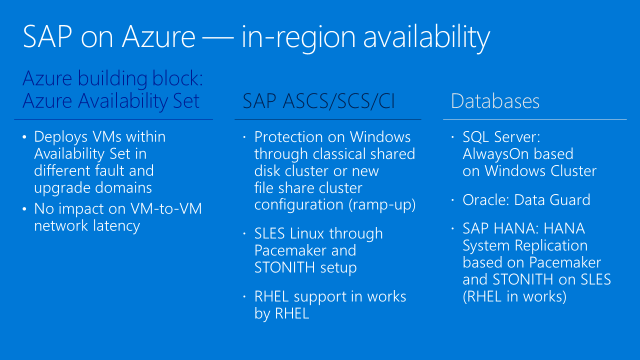 SAP on Azure — in-region availability
Azure building block:
Azure Availability Set
• Deploys VMs within
Availability Set in
different fault and
upgrade domains
• No impact on VM-to-VM
network latency
SAP ASCS/SCS/CI
· Protection on Windows
through classical shared
disk cluster or new
file share cluster
configuration (ramp-up)
· SLES Linux through
Pacemaker and
STONITH setup
· RHEL support in works
by RHEL
Databases
· SQL Server:
AlwaysOn based
on Windows Cluster
· Oracle: Data Guard
· SAP HANA: HANA
System Replication
based on Pacemaker
and STONITH on SLES
(RHEL in works)